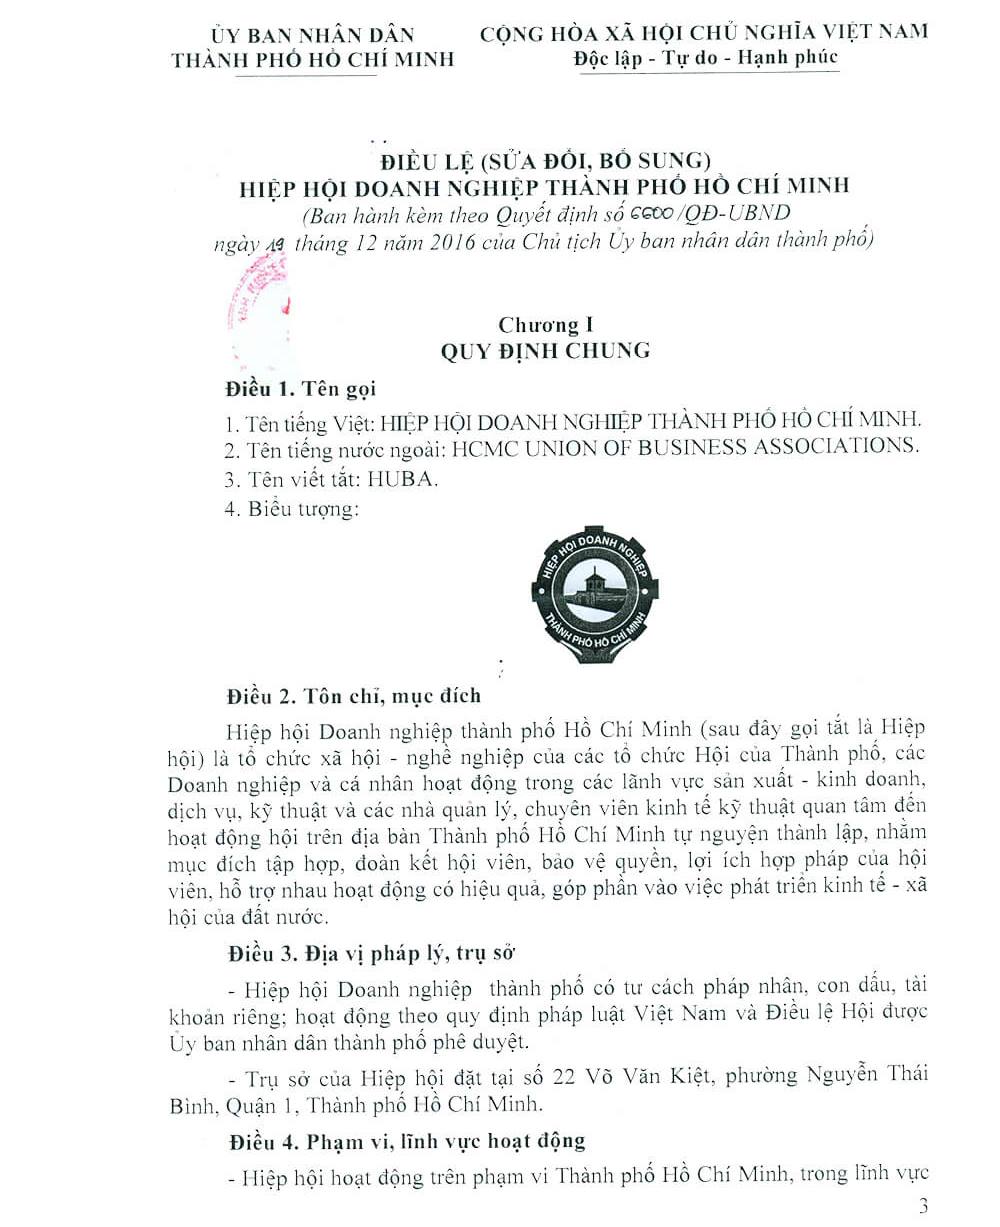 ỦY BAN NHÂN DÂN
THÀNH PHỐ HỒ CHÍ MINH
CỘNG HÒA XÃ HỘI CHỦ NGHĨA VIỆT NAM
Độc lập - Tự do - Hạnh phúc
ĐIỀU LỆ (SỬA ĐỔI, BỔ SUNG)
HIỆP HỘI DOANH NGHIỆP THÀNH PHỐ HỒ CHÍ MINH
(Ban hành kèm theo Quyết định số 6600/QĐ-UBND
ngày 19 tháng 12 năm 2016 của Chủ tịch Ủy ban nhân dân thành phố)
Chương I
QUY ĐỊNH CHUNG
Điều 1. Tên gọi
1. Tên tiếng Việt: HIỆP HỘI DOANH NGHIỆP THÀNH PHỐ HỒ CHÍ MINH.
2. Tên tiếng nước ngoài: HCMC UNION OF BUSINESS ASSOCIATIONS.
3. Tên viết tắt: HUBA.
4. Biểu tượng:
HIỆP HỘI DOANH NGHIỆP
THÀNH PHỐ HỒ CHÍ MINH
Điều 2. Tôn chỉ, mục đích
Hiệp hội Doanh nghiệp thành phố Hồ Chí Minh (sau đây gọi tắt là Hiệp
hội) là tổ chức xã hội - nghề nghiệp của các tổ chức Hội của Thành phố, các
Doanh nghiệp và cá nhân hoạt động trong các lãnh vực sản xuất - kinh doanh,
dịch vụ, kỹ thuật và các nhà quản lý, chuyên viên kinh tế kỹ thuật quan tâm đến
hoạt động hội trên địa bàn Thành phố Hồ Chí Minh tự nguyện thành lập, nhằm
mục đích tập hợp, đoàn kết hội viên, bảo vệ quyền, lợi ích hợp pháp của hội
viên, hỗ trợ nhau hoạt động có hiệu quả, góp phần vào việc phát triển kinh tế - xã
hội của đất nước.
Điều 3. Địa vị pháp lý, trụ sở
- Hiệp hội Doanh nghiệp thành phố có tư cách pháp nhân, con dấu, tài
khoản riêng; hoạt động theo quy định pháp luật Việt Nam và Điều lệ Hội được
Ủy ban nhân dân thành phố phê duyệt.
- Trụ sở của Hiệp hội đặt tại số 22 Võ Văn Kiệt, phường Nguyễn Thái
Bình, Quận 1, Thành phố Hồ Chí Minh.
Điều 4. Phạm vi, lĩnh vực hoạt động
- Hiệp hội hoạt động trên phạm vi Thành phố Hồ Chí Minh, trong lĩnh vực
3